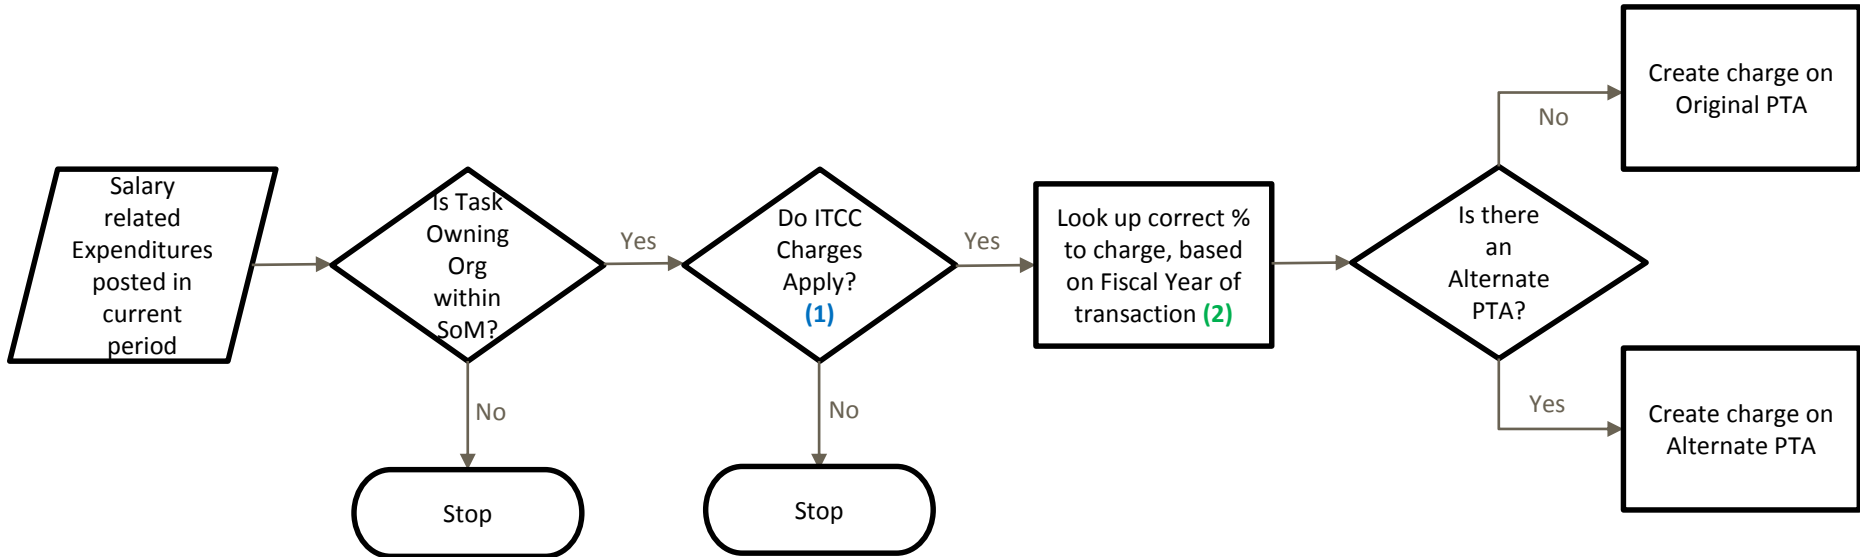 Salary
related
Expenditures
posted in
current
period
Is Task
Owning
Org
within
SoM?
Yes
No
Stop
Do ITCC
Charges
Apply?
(1)
Yes
No
Stop
Look up correct %
to charge, based
on Fiscal Year of
transaction (2)
Is there
an
Alternate
PTA?
No
Create charge on
Original PTA
Yes
Create charge on
Alternate PTA